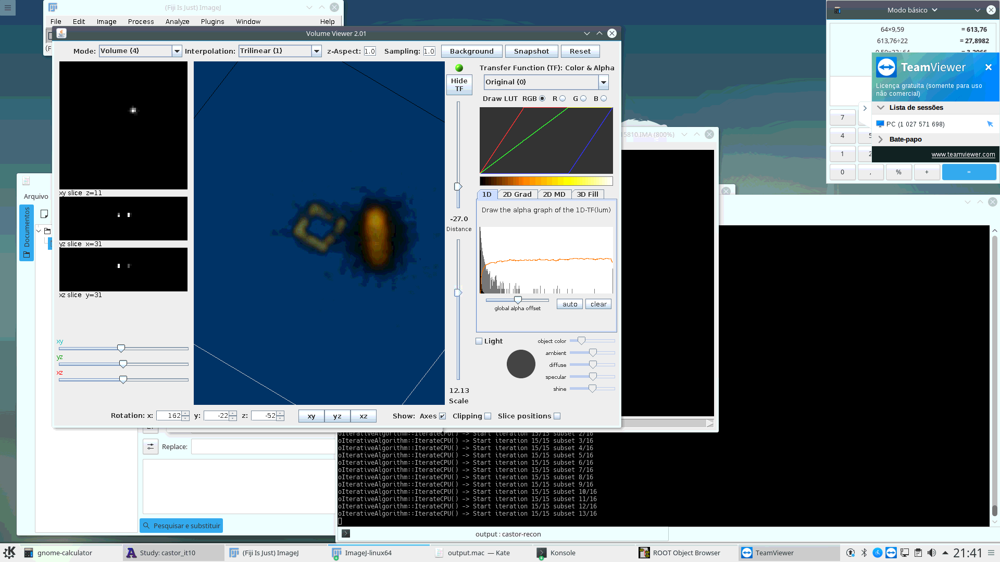 (Fiji Is Just) ImageJ
File Edit Image Process Analyze Plugins Window Help
Volume Viewer 2.01
Mode: Volume (4) Interpolation: Trilinear (1) z-Aspect: 1.0 Sampling: 1.0 Background Snapshot Reset
xy slice z=11
yz slice x=31
xz slice y=31
xy
yz
xz
Hide TF
-27.0
Distance
12.13
Scale
Transfer Function (TF): Color & Alpha
Original (0)
Draw LUT RGB R G B
1D 2D Grad 2D MD 3D Fill
Draw the alpha graph of the 1D-TF(lum)
global alpha offset auto clear
Light
object color
ambient
diffuse
specular
shine
Rotation: x: 162 y: -22 z: -52 xy yz xz Show: Axes Clipping Slice positions
Modo básico
64×9,59 = 613,76
613,76÷22 = 27,8982
7
4 5
1 2
0 , % + =
TeamViewer
Licença gratuita (somente para uso
não comercial)
Lista de sessões
PC (1 027 571 698)
Bate-papo
www.teamviewer.com
5810.IMA (800%)
Arquivo
Documentos
Replace:
Pesquisar e substituir
oIterativeAlgorithm::IterateCPU() -> Start iteration 15/15 subset 2/16
oIterativeAlgorithm::IterateCPU() -> Start iteration 15/15 subset 3/16
oIterativeAlgorithm::IterateCPU() -> Start iteration 15/15 subset 4/16
oIterativeAlgorithm::IterateCPU() -> Start iteration 15/15 subset 5/16
oIterativeAlgorithm::IterateCPU() -> Start iteration 15/15 subset 6/16
oIterativeAlgorithm::IterateCPU() -> Start iteration 15/15 subset 7/16
oIterativeAlgorithm::IterateCPU() -> Start iteration 15/15 subset 8/16
oIterativeAlgorithm::IterateCPU() -> Start iteration 15/15 subset 9/16
oIterativeAlgorithm::IterateCPU() -> Start iteration 15/15 subset 10/16
oIterativeAlgorithm::IterateCPU() -> Start iteration 15/15 subset 11/16
oIterativeAlgorithm::IterateCPU() -> Start iteration 15/15 subset 12/16
oIterativeAlgorithm::IterateCPU() -> Start iteration 15/15 subset 13/16
output : castor-recon
gnome-calculator
Study: castor_it10
(Fiji Is Just) ImageJ
ImageJ-linux64
output.mac — Kate
Konsole
ROOT Object Browser
TeamViewer
21:41